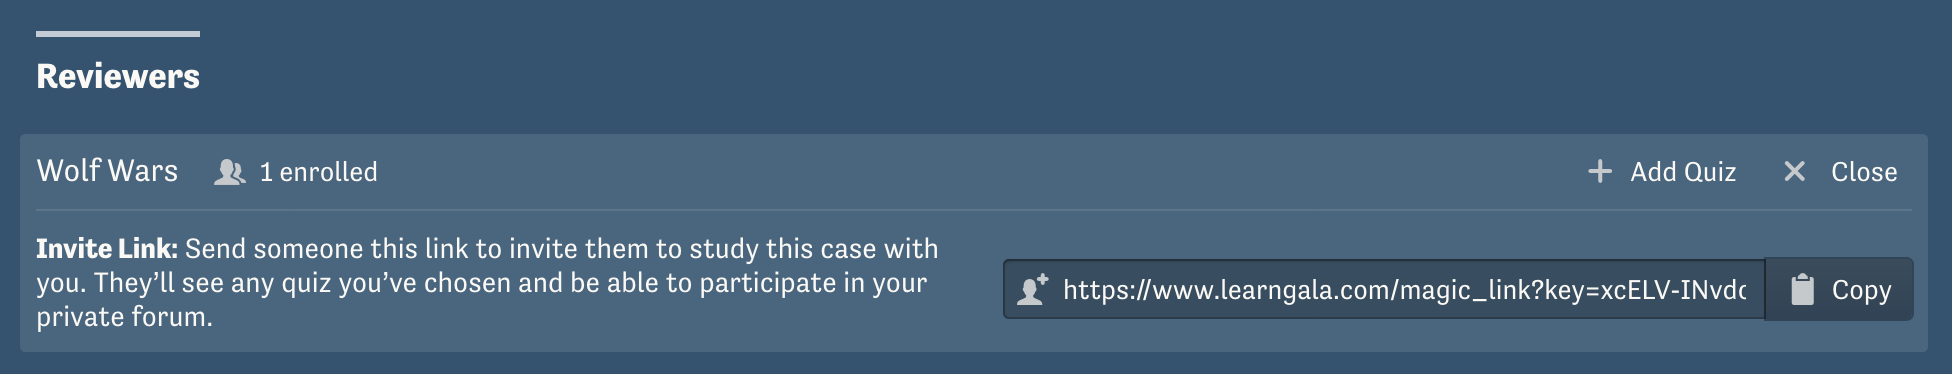 Reviewers
Wolf Wars 1 enrolled + Add Quiz × Close
Invite Link: Send someone this link to invite them to study this case with
you. They’ll see any quiz you’ve chosen and be able to participate in your
private forum.
https://www.learngala.com/magic_link?key=xcELV-INvd Copy